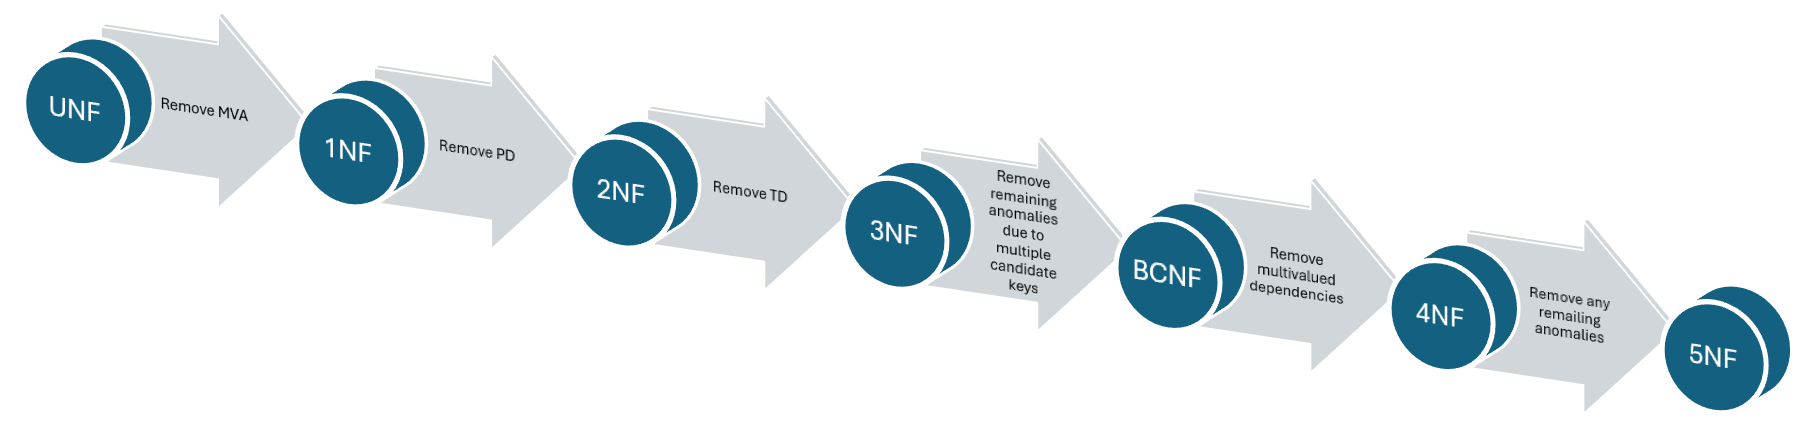 UNF
Remove MVA
1NF
Remove PD
2NF
Remove TD
3NF
Remove
remaining
anomalies
due to
multiple
candidate
keys
BCNF
Remove
multivalued
dependencies
4NF
Remove any
remailing
anomalies
5NF